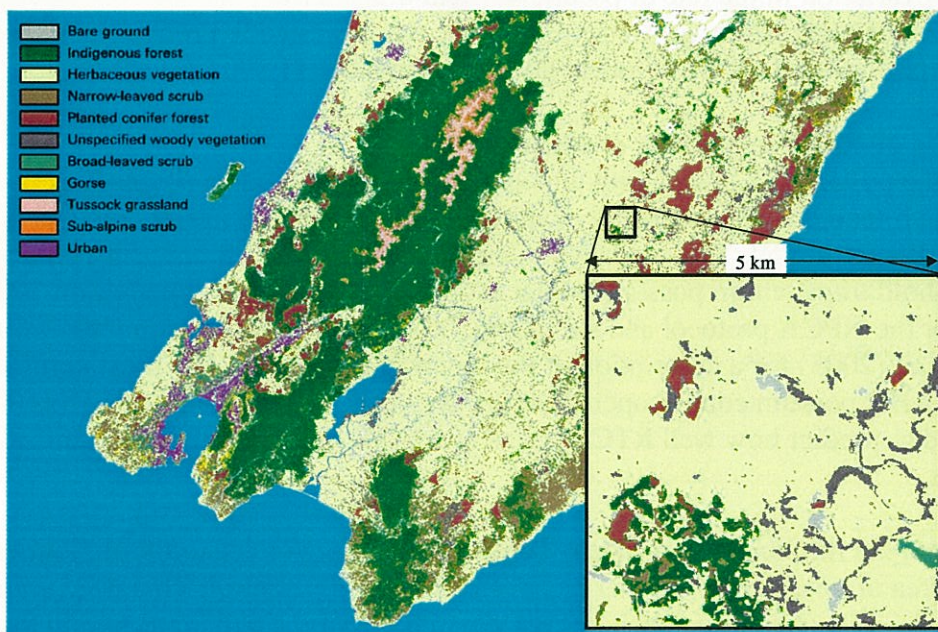 Bare ground
Indigenous forest
Herbaceous vegetation
Narrow-leaved scrub
Planted conifer forest
Unspecified woody vegetation
Broad-leaved scrub
Gorse
Tussock grassland
Sub-alpine scrub
Urban
5 km